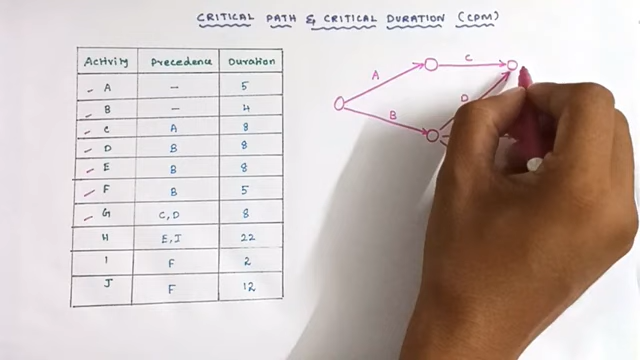 CRITICAL PATH & CRITICAL DURATION (CPM)
Activity Precedence Duration
A - 5
B - 4
C A 8
D B 8
E B 8
F B 5
G C,D 8
H E,I 22
I F 2
J F 12
A
C
B
D